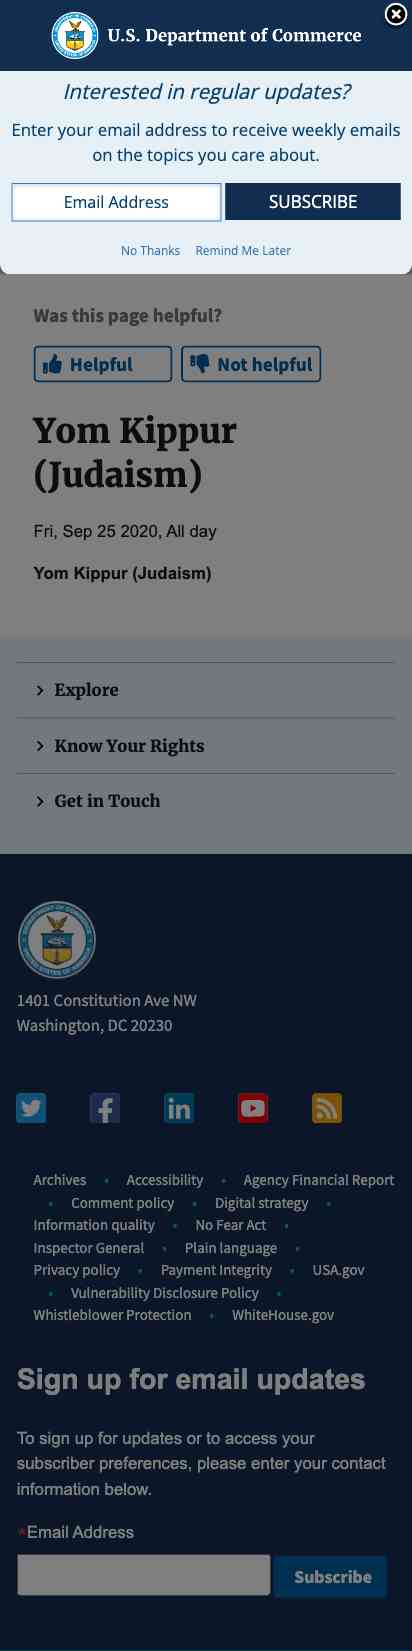 U.S. Department of Commerce
Interested in regular updates?
Enter your email address to receive weekly emails
on the topics you care about.
Email Address
SUBSCRIBE
No Thanks Remind Me Later
Was this page helpful?
Helpful
Not helpful
Yom Kippur
(Judaism)
Fri, Sep 25 2020, All day
Yom Kippur (Judaism)
Explore
Know Your Rights
Get in Touch
1401 Constitution Ave NW
Washington, DC 20230
Archives • Accessibility • Agency Financial Report
• Comment policy • Digital strategy •
Information quality • No Fear Act •
Inspector General • Plain language •
Privacy policy • Payment Integrity • USA.gov
• Vulnerability Disclosure Policy •
Whistleblower Protection • WhiteHouse.gov
Sign up for email updates
To sign up for updates or to access your
subscriber preferences, please enter your contact
information below.
*Email Address
Subscribe